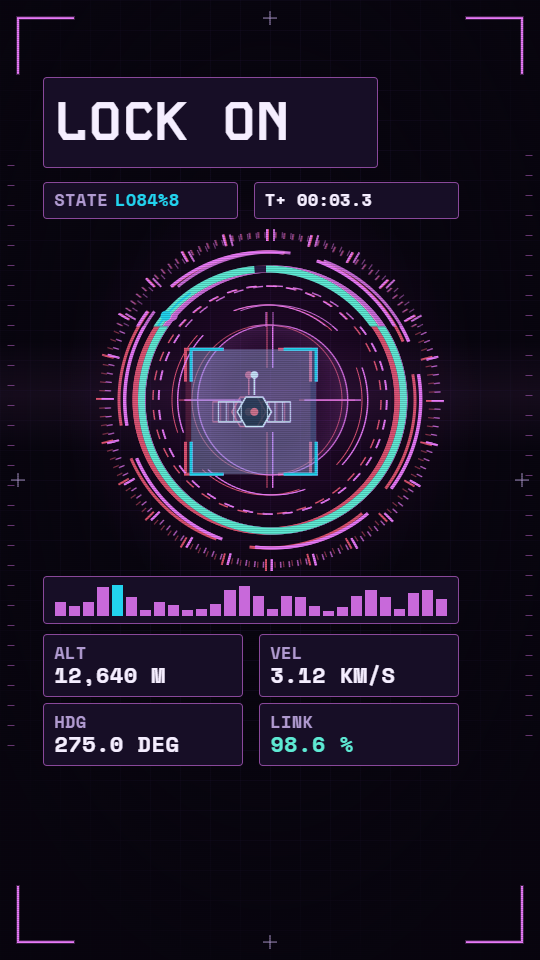 LOCK ON
STATE LO84%8
T+ 00:03.3
ALT
12,640 M
VEL
3.12 KM/S
HDG
275.0 DEG
LINK
98.6 %